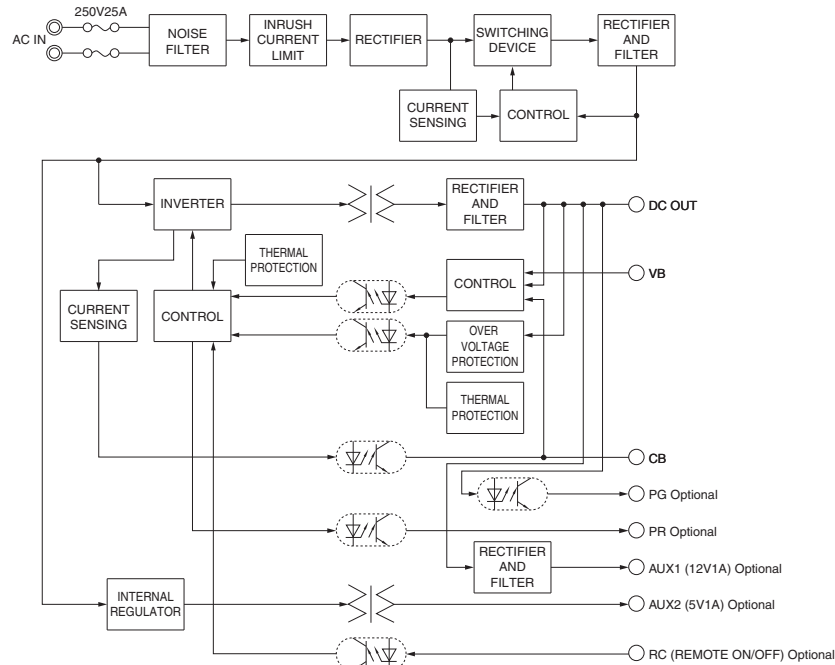 250V25A
AC IN
NOISE
FILTER
INRUSH
CURRENT
LIMIT
RECTIFIER
SWITCHING
DEVICE
RECTIFIER
AND
FILTER
CURRENT
SENSING
CONTROL
INVERTER
RECTIFIER
AND
FILTER
DC OUT
THERMAL
PROTECTION
CONTROL
VB
CURRENT
SENSING
CONTROL
OVER
VOLTAGE
PROTECTION
THERMAL
PROTECTION
CB
PG Optional
PR Optional
RECTIFIER
AND
FILTER
AUX1 (12V1A) Optional
INTERNAL
REGULATOR
AUX2 (5V1A) Optional
RC (REMOTE ON/OFF) Optional